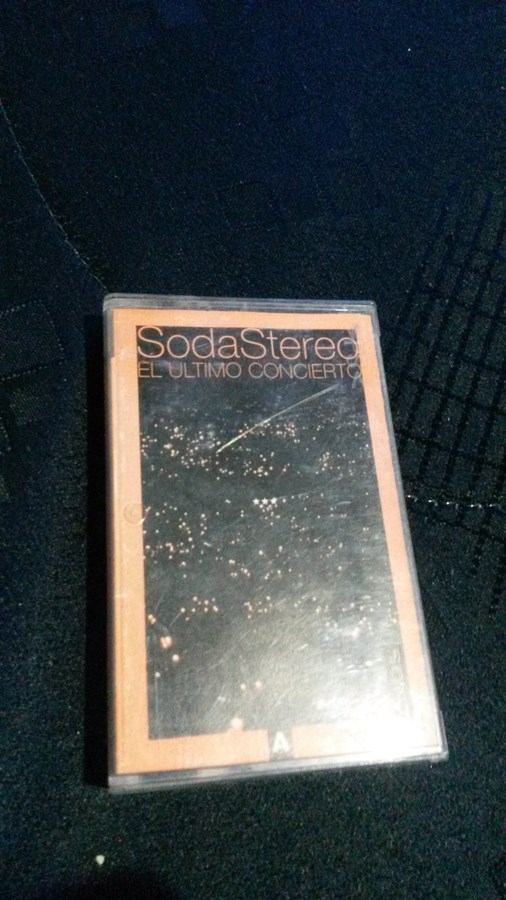 SodaStereo
EL ULTIMO CONCIERTO
A